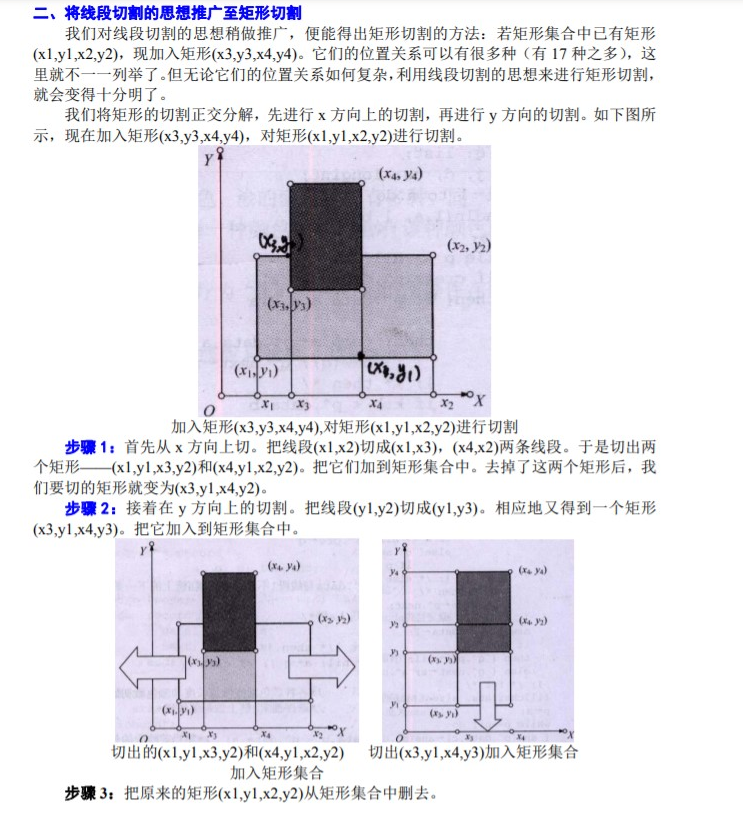 二、将线段切割的思想推广至矩形切割
我们对线段切割的思想稍做推广，便能得出矩形切割的方法：若矩形集合中已有矩形
(x1,y1,x2,y2)，现加入矩形(x3,y3,x4,y4)。它们的位置关系可以有很多种（有 17 种之多），这
里就不一一列举了。但无论它们的位置关系如何复杂，利用线段切割的思想来进行矩形切割，
就会变得十分明了。
我们将矩形的切割正交分解，先进行 x 方向上的切割，再进行 y 方向的切割。如下图所
示，现在加入矩形(x3,y3,x4,y4)，对矩形(x1,y1,x2,y2)进行切割。
Y
(x4, y4)
(x2, y2)
(x3, y3)
(x1, y1)
(x4, y1)
O
x1
x3
x4
x2
X
加入矩形(x3,y3,x4,y4),对矩形(x1,y1,x2,y2)进行切割
步骤 1：首先从 x 方向上切。把线段(x1,x2)切成(x1,x3)，(x4,x2)两条线段。于是切出两
个矩形——(x1,y1,x3,y2)和(x4,y1,x2,y2)。把它们加到矩形集合中。去掉了这两个矩形后，我
们要切的矩形就变为(x3,y1,x4,y2)。
步骤 2：接着在 y 方向上的切割。把线段(y1,y2)切成(y1,y3)。相应地又得到一个矩形
(x3,y1,x4,y3)。把它加入到矩形集合中。
Y
(x4, y4)
(x2, y2)
(x3, y3)
(x1, y1)
O
x1
x3
x4
x2
X
Y
y4
(x4, y4)
y2
(x4, y2)
y3
(x3, y3)
y1
(x3, y1)
O
x3
x4
X
切出的(x1,y1,x3,y2)和(x4,y1,x2,y2)
加入矩形集合
切出(x3,y1,x4,y3)加入矩形集合
步骤 3：把原来的矩形(x1,y1,x2,y2)从矩形集合中删去。